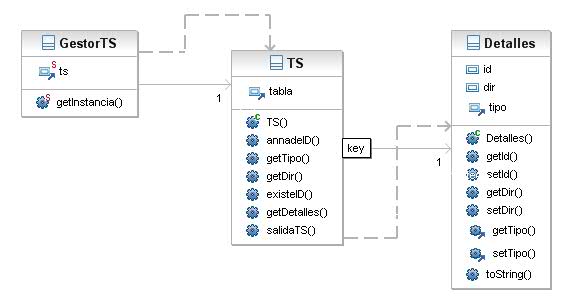 GestorTS
S
ts
S
getInstancia()
1
TS
tabla
C
TS()
annadeID()
getTipo()
getDir()
existeID()
getDetalles()
salidaTS()
key
1
Detalles
id
dir
tipo
C
Detalles()
getId()
setId()
getDir()
setDir()
getTipo()
setTipo()
toString()